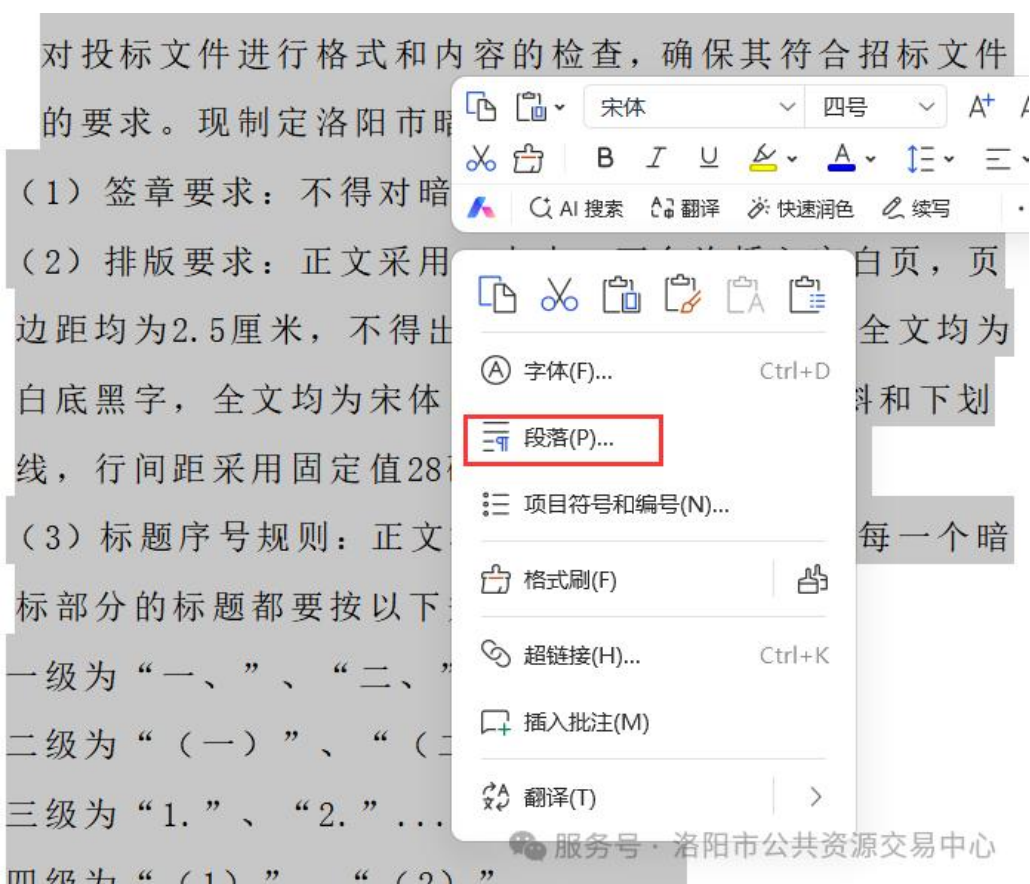 对投标文件进行格式和内容的检查，确保其符合招标文件
的要求。现制定洛阳市暗
宋体 四号 A+
（1）签章要求：不得对暗
B I U A
AI 搜索 翻译 快速润色 续写
（2）排版要求：正文采用
白页，页
边距均为2.5厘米，不得出
全文均为
字体(F)... Ctrl+D
白底黑字，全文均为宋体
和下划
段落(P)...
线，行间距采用固定值28
项目符号和编号(N)...
（3）标题序号规则：正文
每一个暗
格式刷(F)
标部分的标题都要按以下
超链接(H)... Ctrl+K
一级为“一、”、“二、”
插入批注(M)
二级为“（一）”、“（
翻译(T)
三级为“1.”、“2.”...
服务号 · 洛阳市公共资源交易中心
四级为“（1）”、“（2）”